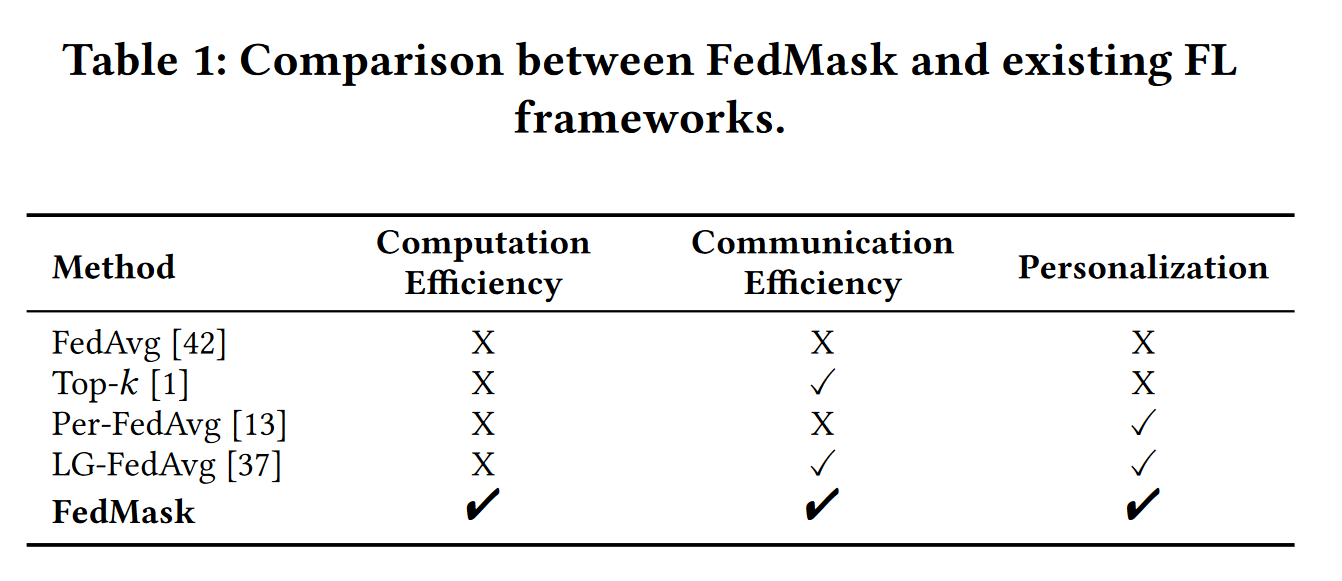 Table 1: Comparison between FedMask and existing FL
frameworks.
Method Computation Efficiency Communication Efficiency Personalization
FedAvg [42] X X X
Top-k [1] X ✓ X
Per-FedAvg [13] X X ✓
LG-FedAvg [37] X ✓ ✓
FedMask ✔ ✔ ✔